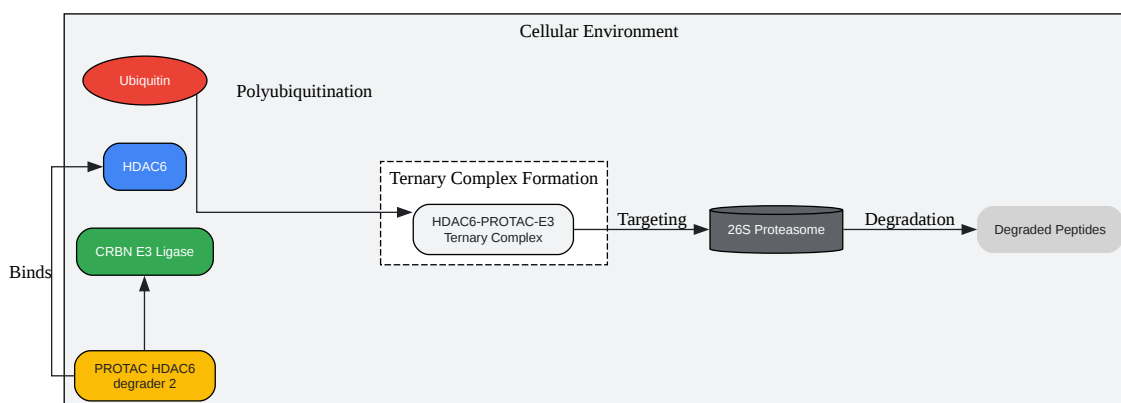 Cellular Environment
Ubiquitin
Polyubiquitination
HDAC6
Ternary Complex Formation
HDAC6-PROTAC-E3
Ternary Complex
Targeting
26S Proteasome
Degradation
Degraded Peptides
CRBN E3 Ligase
Binds
PROTAC HDAC6
degrader 2